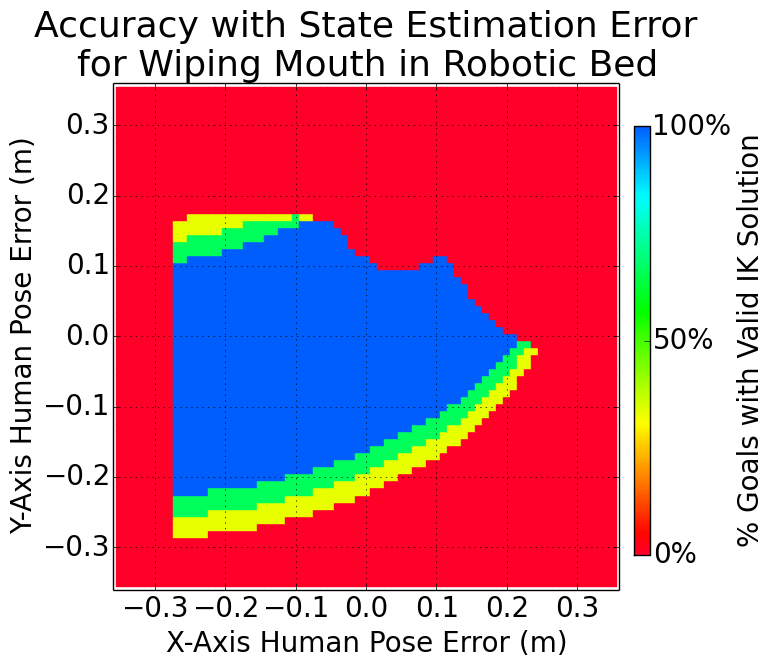 Accuracy with State Estimation Error
for Wiping Mouth in Robotic Bed
Y-Axis Human Pose Error (m)
0.3
0.2
0.1
0.0
−0.1
−0.2
−0.3
−0.3 −0.2 −0.1 0.0 0.1 0.2 0.3
X-Axis Human Pose Error (m)
100%
50%
0%
% Goals with Valid IK Solution